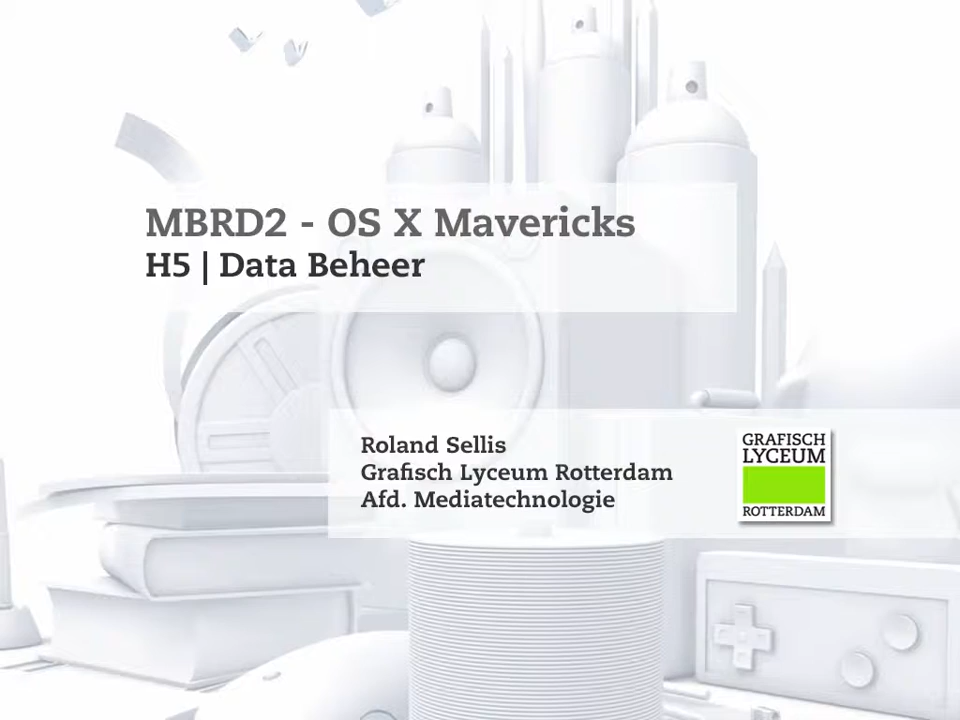 MBRD2 - OS X Mavericks
H5 | Data Beheer
Roland Sellis
Grafisch Lyceum Rotterdam
Afd. Mediatechnologie
GRAFISCH
LYCEUM
ROTTERDAM